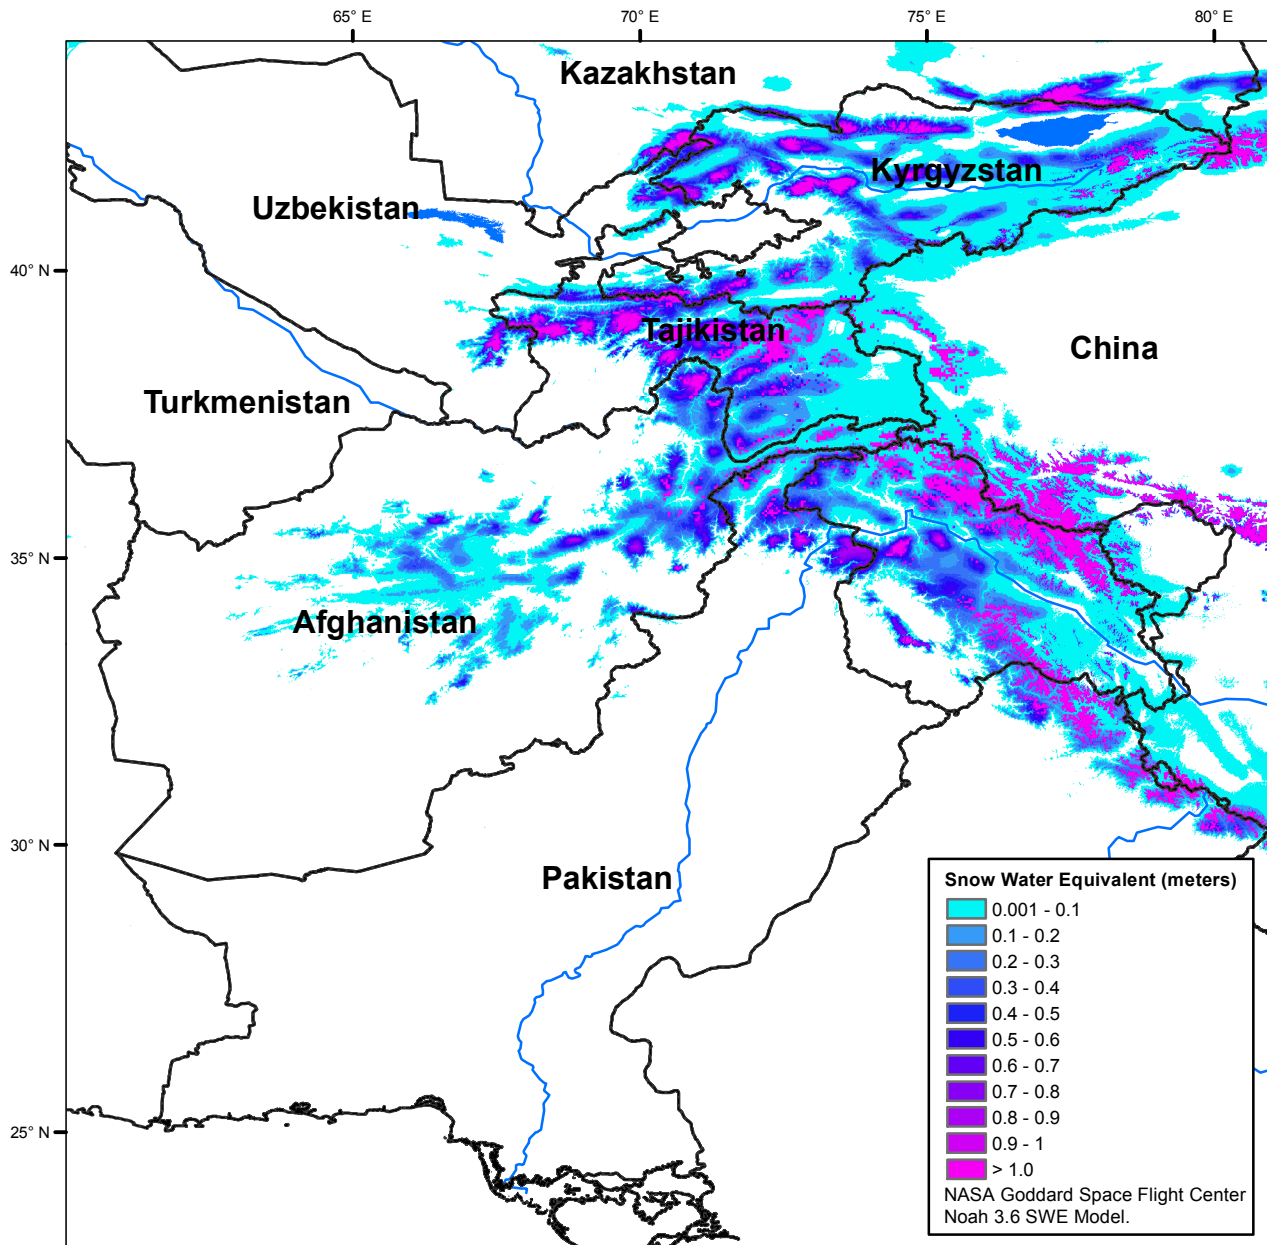 65° E
70° E
75° E
80° E
Kazakhstan
Kyrgyzstan
Uzbekistan
40° N
Tajikistan
China
Turkmenistan
35° N
Afghanistan
30° N
Pakistan
25° N
Snow Water Equivalent (meters)
0.001 - 0.1
0.1 - 0.2
0.2 - 0.3
0.3 - 0.4
0.4 - 0.5
0.5 - 0.6
0.6 - 0.7
0.7 - 0.8
0.8 - 0.9
0.9 - 1
> 1.0
NASA Goddard Space Flight Center
Noah 3.6 SWE Model.